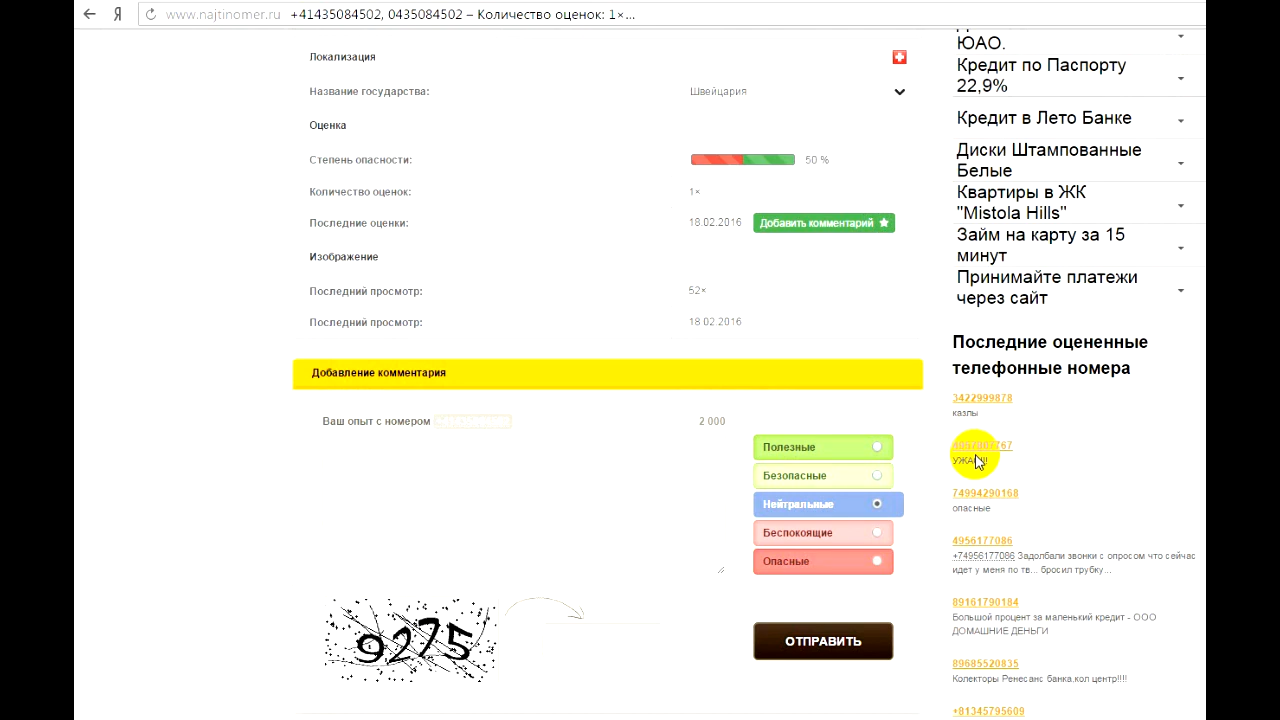 www.najtinomer.ru +41435084502, 0435084502 – Количество оценок: 1×...
Локализация
Название государства: Швейцария
Оценка
Степень опасности: 50 %
Количество оценок: 1×
Последние оценки: 18.02.2016 Добавить комментарий
Изображение
Последний просмотр: 52×
Последний просмотр: 18 02.2016
Добавление комментария
Ваш опыт с номером
2 000
Полезные
Безопасные
Нейтральные
Беспокоящие
Опасные
9275
ОТПРАВИТЬ
ЮАО.
Кредит по Паспорту
22,9%
Кредит в Лето Банке
Диски Штампованные
Белые
Квартиры в ЖК
"Mistola Hills"
Займ на карту за 15
минут
Принимайте платежи
через сайт
Последние оцененные
телефонные номера
3422999878
казлы
74994290168
опасные
4956177086
+74956177086 Задолбали звонки с опросом что сейчас
идет у меня по тв... бросил трубку...
89161790184
Большой процент за маленький кредит - ООО
ДОМАШНИЕ ДЕНЬГИ
89685520835
Колекторы Ренесанс банка,кол центр!!!!
+81345795609